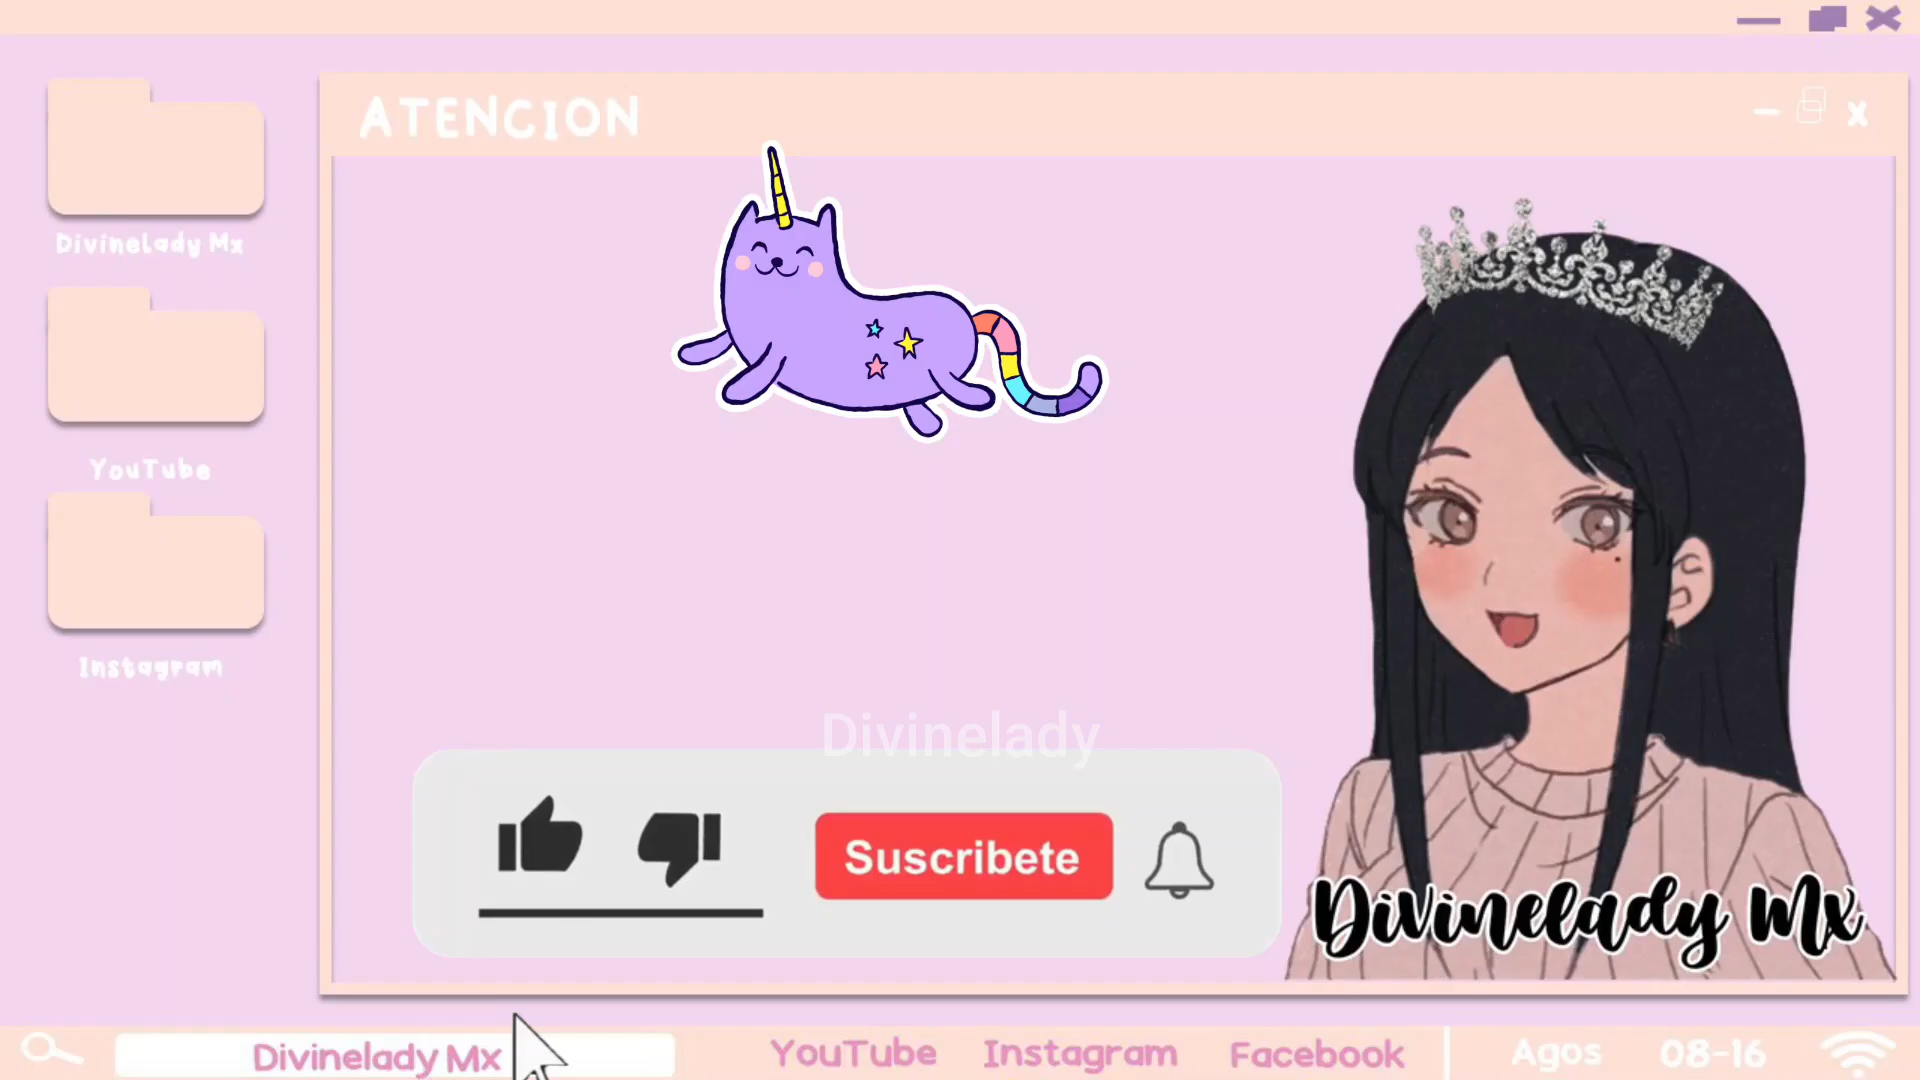 ATENCION
Divinelady Mx
YouTube
Instagram
Divinelady
Suscribete
Divinelady Mx
Divinelady Mx
YouTube
Instagram
Facebook
Agos
08-16